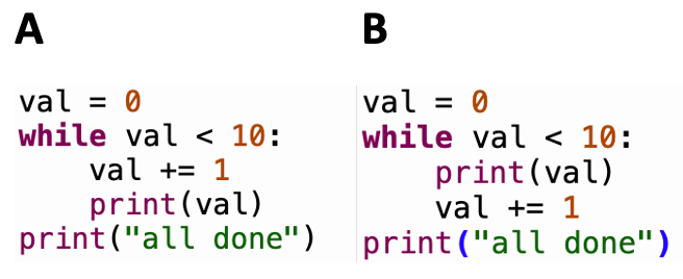 A
val = 0
while val < 10:
    val += 1
    print(val)
print("all done")
B
val = 0
while val < 10:
    print(val)
    val += 1
print("all done")